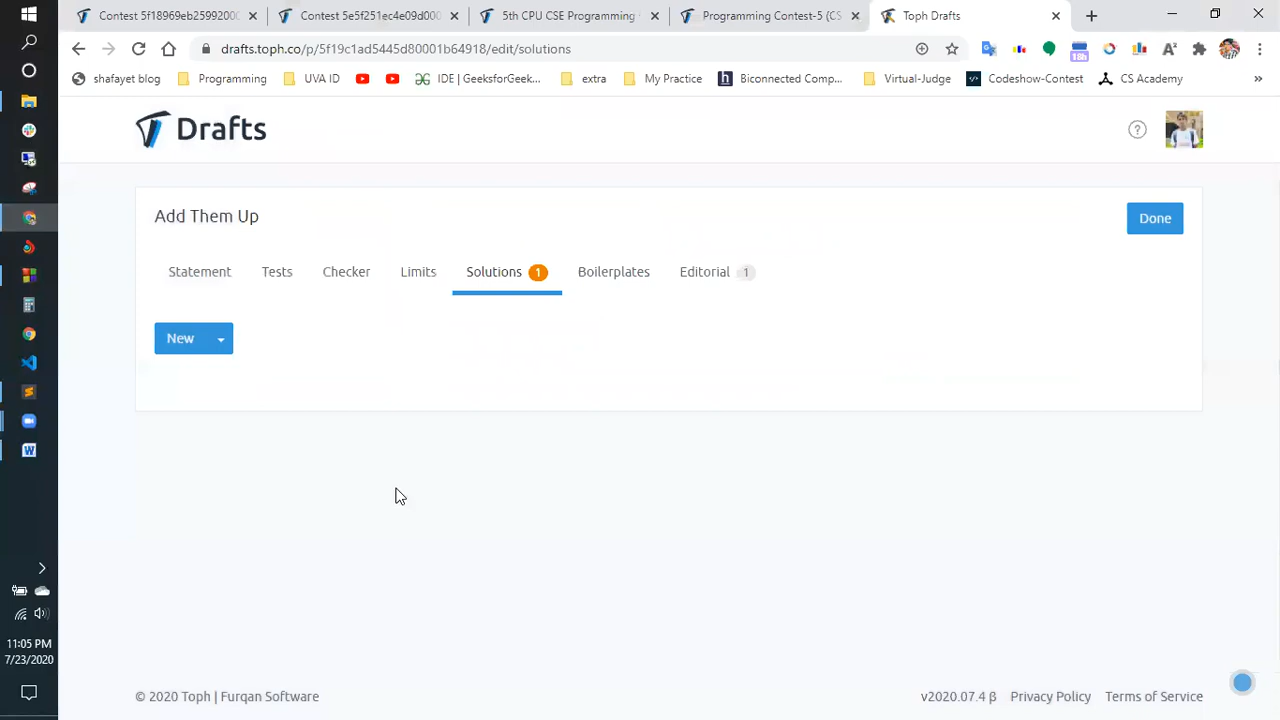 Contest 5f18969ad25992000
Contest 5e5f251ec4e09d000
5th CPU CSE Programming
Programming Contest-5 (CS
Toph Drafts
drafts.toph.co/p/5f19c1ad5445d80001b64918/edit/solutions
18h
shafayet blog
Programming
UVA ID
IDE | GeeksforGeek...
extra
My Practice
Biconnected Comp...
Virtual-Judge
Codeshow-Contest
CS Academy
»
Drafts
Add Them Up
Done
Statement
Tests
Checker
Limits
Solutions 1
Boilerplates
Editorial 1
New
11:05 PM
7/23/2020
© 2020 Toph | Furqan Software
v2020.07.4 β
Privacy Policy
Terms of Service